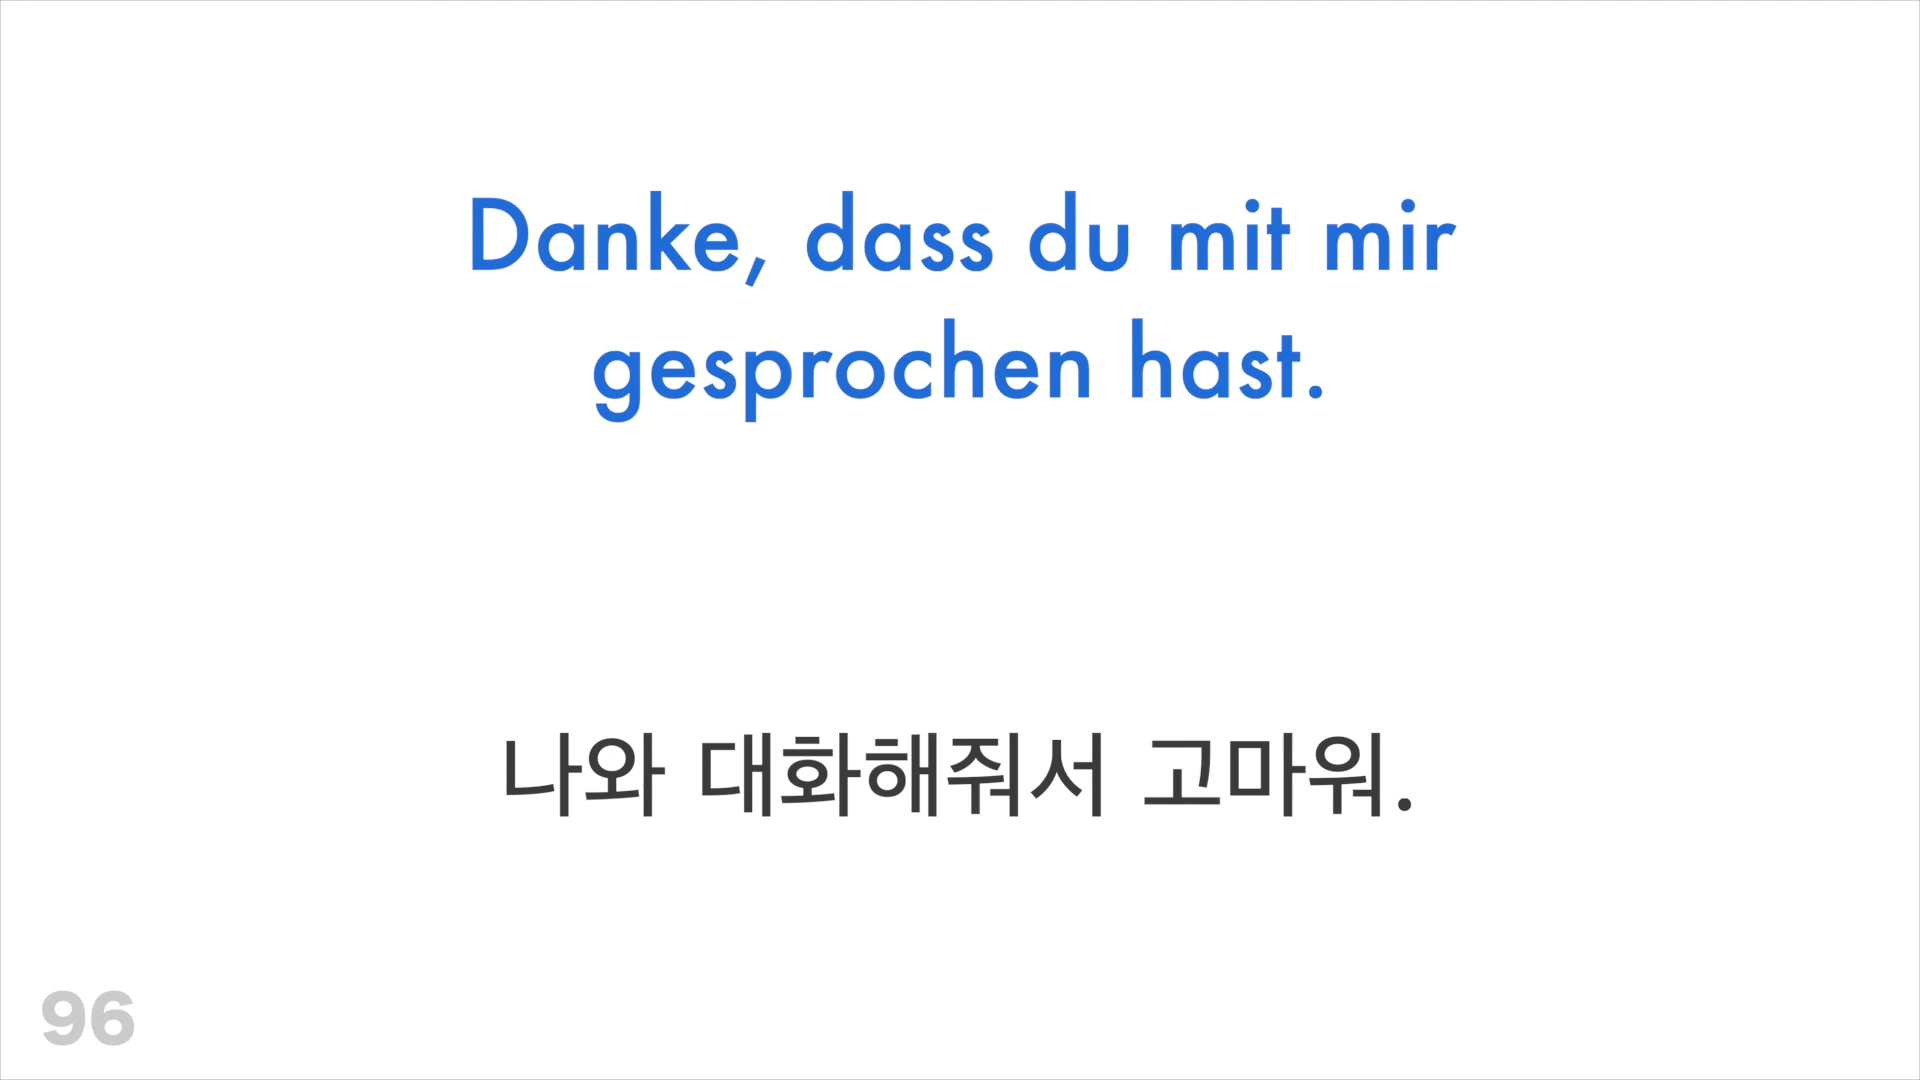 Danke, dass du mit mir
gesprochen hast.
나와 대화해줘서 고마워.
96